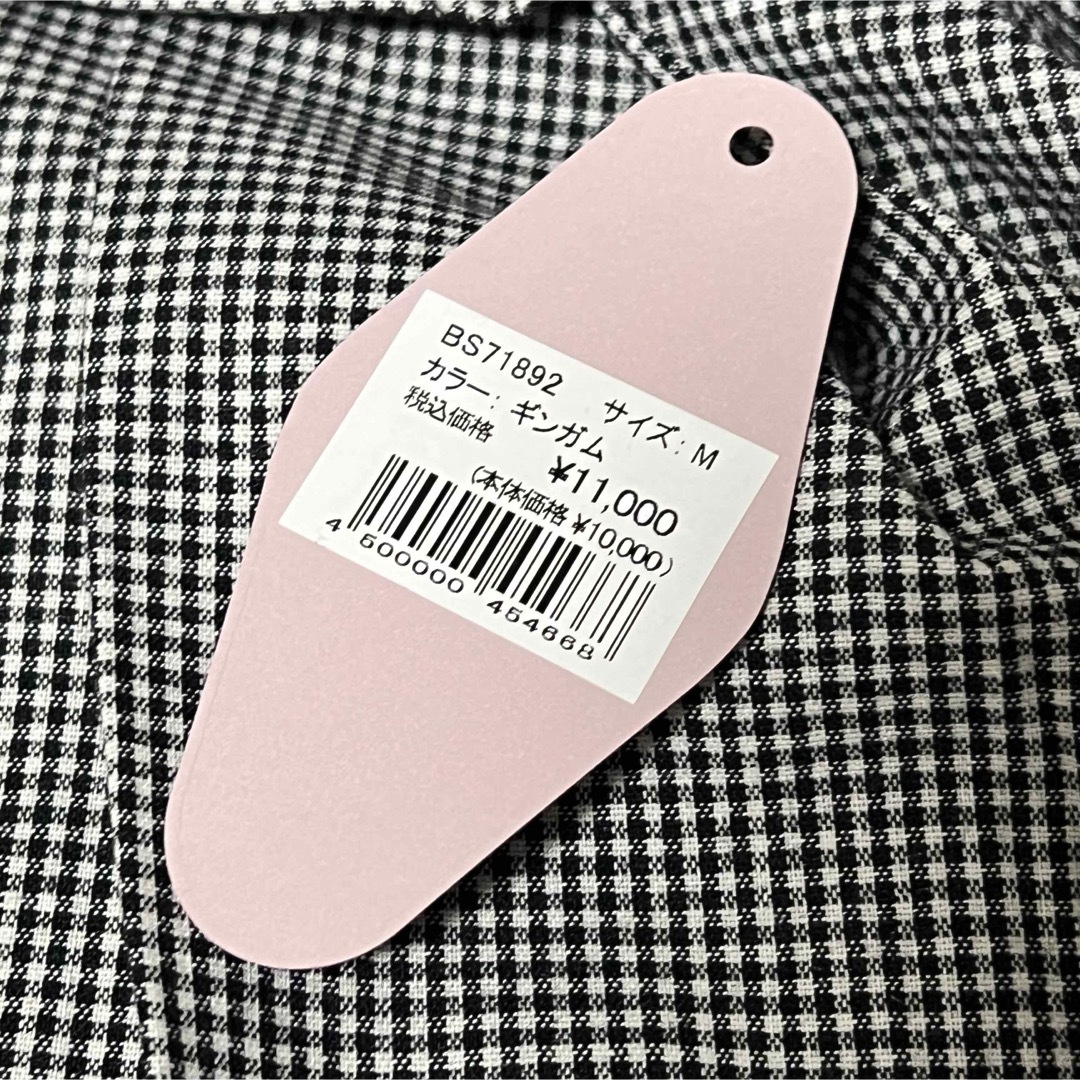 BS71892 サイズ: M
カラー: ギンガム
税込価格
¥11,000
(本体価格 ¥10,000)
4 500000 454668